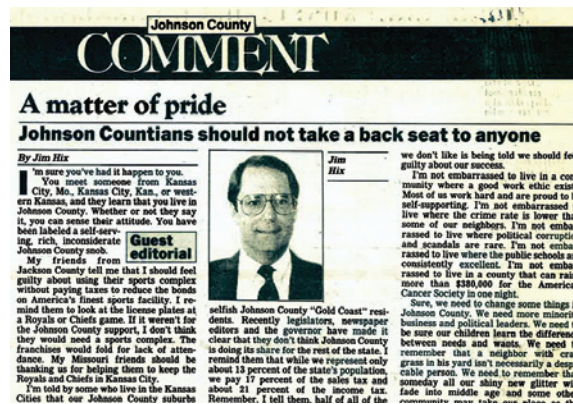 Johnson County
COMMENT
A matter of pride
Johnson Countians should not take a back seat to anyone
By Jim Hix
I'm sure you've had it happen to you.
You meet someone from Kansas
City, Mo., Kansas City, Kan., or west-
ern Kansas, and they learn that you live in
Johnson County. Whether or not they say
it, you can sense their attitude. You have
been labeled a self-serv-
ing, rich, inconsiderate
Johnson County snob.
Guest
editorial
My friends from
Jackson County tell me that I should feel
guilty about using their sports complex
without paying taxes to reduce the bonds
on America's finest sports facility. I re-
mind them to look at the license plates at
a Royals or Chiefs game. If it weren't for
the Johnson County support, I don't think
they would need a sports complex. The
franchises would fold for lack of atten-
dance. My Missouri friends should be
thanking us for helping them to keep the
Royals and Chiefs in Kansas City.
I'm told by some who live in the Kansas
Cities that our Johnson County suburbs
Jim
Hix
selfish Johnson County "Gold Coast" resi-
dents. Recently legislators, newspaper
editors and the governor have made it
clear that they don't think Johnson County
is doing its share for the rest of the state. I
remind them that while we represent only
about 13 percent of the state's population,
we pay 17 percent of the sales tax and
about 21 percent of the income tax.
Remember, I tell them, half of all of the
we don't like is being told we should fee
guilty about our success.
I'm not embarrassed to live in a com
munity where a good work ethic exist
Most of us work hard and are proud to b
self-supporting. I'm not embarrassed
live where the crime rate is lower tha
some of our neighbors. I'm not emba
rassed to live where political corruptio
and scandals are rare. I'm not emba
rassed to live where the public schools a
consistently excellent. I'm not emba
rassed to live in a county that can rai
more than $380,000 for the America
Cancer Society in one night.
Sure, we need to change some things i
Johnson County. We need more minorit
business and political leaders. We need t
be sure our children learn the differenc
between needs and wants. We need
remember that a neighbor with cra
grass in his yard isn't necessarily a desp
cable person. We need to remember tha
someday all our shiny new glitter wi
fade into middle age and some othe
community may take our place as th